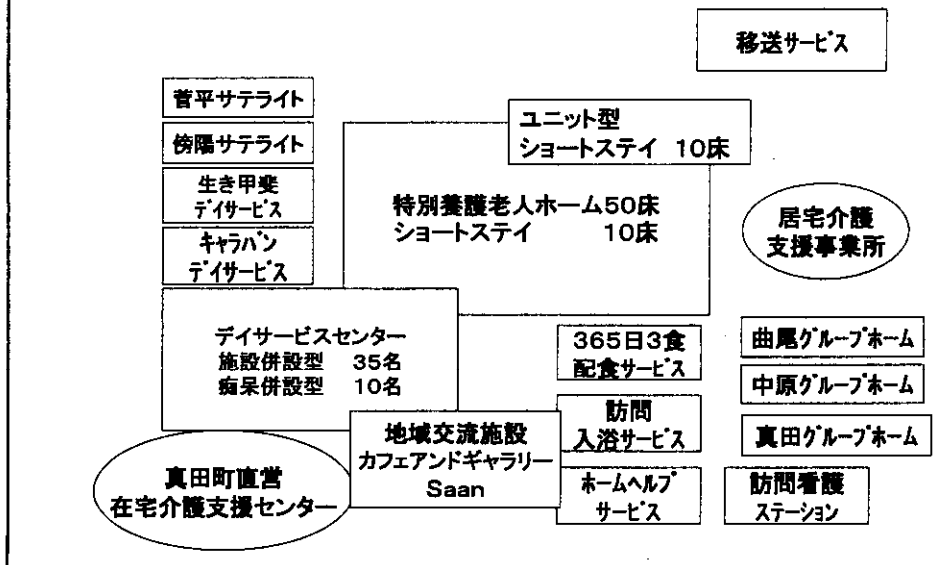 移送サービス
菅平サテライト
傍陽サテライト
生き甲斐
デイサービス
キャラバン
デイサービス
ユニット型
ショートステイ 10床
特別養護老人ホーム50床
ショートステイ 10床
居宅介護
支援事業所
デイサービスセンター
施設併設型 35名
痴呆併設型 10名
365日3食
配食サービス
訪問
入浴サービス
ホームヘルプ
サービス
曲尾グループホーム
中原グループホーム
真田グループホーム
訪問看護
ステーション
地域交流施設
カフェアンドギャラリー
Saan
真田町直営
在宅介護支援センター